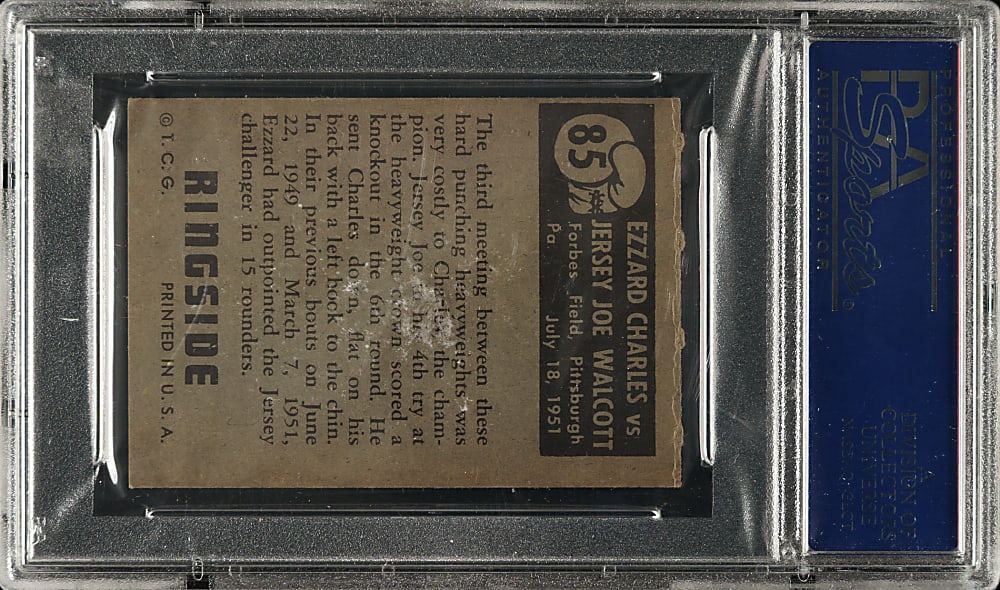 PROFESSIONAL
PSA
Sports
AUTHENTICATOR
©
A
DIVISION OF
COLLECTORS
UNIVERSE
85
EZZARD CHARLES vs
JERSEY JOE WALCOTT
Forbes Field, Pittsburgh
Pa. July 18, 1951
The third meeting between these
hard punching heavyweights was
very costly to Charles, the cham-
pion. Jersey Joe in his 4th try at
the heavyweight crown scored a
knockout in the 6th round. He
sent Charles down, flat on his
back with a left hook to the chin.
In their previous bouts on June
22, 1949 and March 7, 1951,
Ezzard had outpointed the Jersey
challenger in 15 rounders.
RINGSIDE
© T. C. G. PRINTED IN U. S. A.